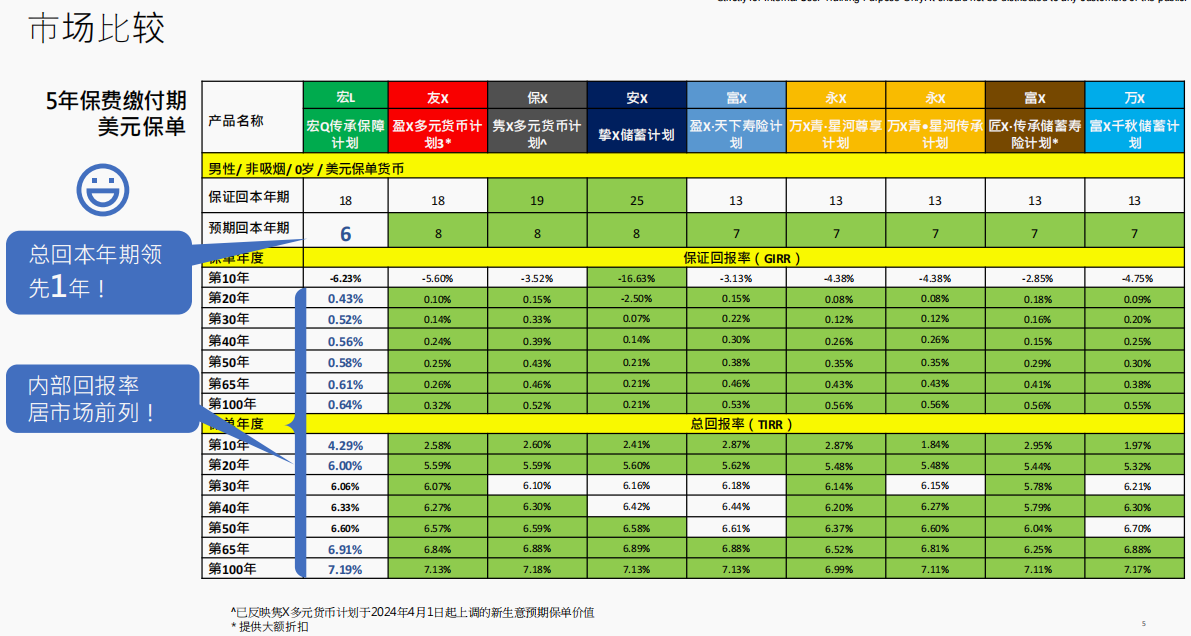 市场比较
5年保费缴付期
美元保单
总回本年期领
先1年！
内部回报率
居市场前列！
产品名称 宏L 友X 保X 安X 富X 永X 永X 富X 万X
宏Q传承保障计划 盈X多元货币计划3* 隽X多元货币计划^ 挚X储蓄计划 盈X·天下寿险计划 万X青·星河尊享计划 万X青•星河传承计划 匠X·传承储蓄寿险计划* 富X千秋储蓄计划
男性/ 非吸烟/ 0岁 / 美元保单货币
保证回本年期 18 18 19 25 13 13 13 13 13
预期回本年期 6 8 8 8 7 7 7 7 7
保单年度 保证回报率（GIRR）
第10年 -6.23% -5.60% -3.52% -16.63% -3.13% -4.38% -4.38% -2.85% -4.75%
第20年 0.43% 0.10% 0.15% -2.50% 0.15% 0.08% 0.08% 0.18% 0.09%
第30年 0.52% 0.14% 0.33% 0.07% 0.22% 0.12% 0.12% 0.16% 0.20%
第40年 0.56% 0.24% 0.39% 0.14% 0.30% 0.26% 0.26% 0.15% 0.25%
第50年 0.58% 0.25% 0.43% 0.21% 0.38% 0.35% 0.35% 0.29% 0.30%
第65年 0.61% 0.26% 0.46% 0.21% 0.46% 0.43% 0.43% 0.41% 0.38%
第100年 0.64% 0.32% 0.52% 0.21% 0.53% 0.56% 0.56% 0.56% 0.55%
保单年度 总回报率（TIRR）
第10年 4.29% 2.58% 2.60% 2.41% 2.87% 2.87% 1.84% 2.95% 1.97%
第20年 6.00% 5.59% 5.59% 5.60% 5.62% 5.48% 5.48% 5.44% 5.32%
第30年 6.06% 6.07% 6.10% 6.16% 6.18% 6.14% 6.15% 5.78% 6.21%
第40年 6.33% 6.27% 6.30% 6.42% 6.44% 6.20% 6.27% 5.79% 6.30%
第50年 6.60% 6.57% 6.59% 6.58% 6.61% 6.37% 6.60% 6.04% 6.70%
第65年 6.91% 6.84% 6.88% 6.89% 6.88% 6.52% 6.81% 6.25% 6.88%
第100年 7.19% 7.13% 7.18% 7.13% 7.13% 6.99% 7.11% 7.11% 7.17%
^已反映隽X多元货币计划于2024年4月1日起上调的新生意预期保单价值
* 提供大额折扣
5